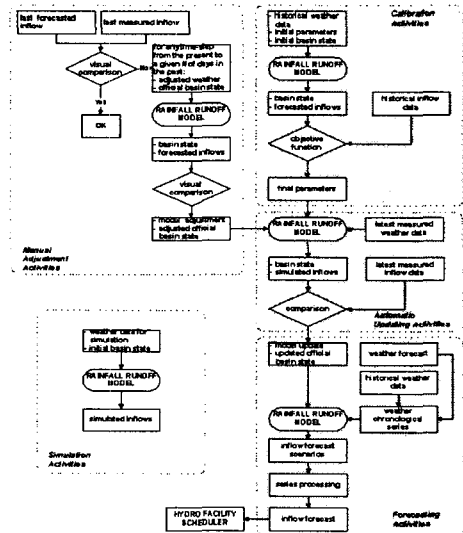 last forecasted
inflow
last measured inflow
visual
comparison
No
Yes
OK
for any time-step
from the present to
a given # of days in
the past:
- adjusted weather
- official basin state
RAINFALL RUNOFF
MODEL
- basin state
- forecasted inflows
visual
comparison
- model adjustment
- adjusted official
basin state
Manual
Adjustment
Activities
- weather data for
simulation
- initial basin state
RAINFALL RUNOFF
MODEL
simulated inflows
Simulation
Activities
- historical weather
data
- initial parameters
- initial basin state
Calibration
activities
RAINFALL RUNOFF
MODEL
- basin state
- forecasted inflows
historical inflow
data
objective
function
final parameters
RAINFALL RUNOFF
MODEL
latest measured
weather data
- basin state
- simulated inflows
latest measured
inflow data
comparison
Automatic
Updating activities
- model update
- updated official
basin state
weather forecast
historical weather
data
RAINFALL RUNOFF
MODEL
weather
chronological
series
inflow forecast
scenarios
series processing
HYDRO FACILITY
SCHEDULER
inflow forecast
Forecasting
Activities